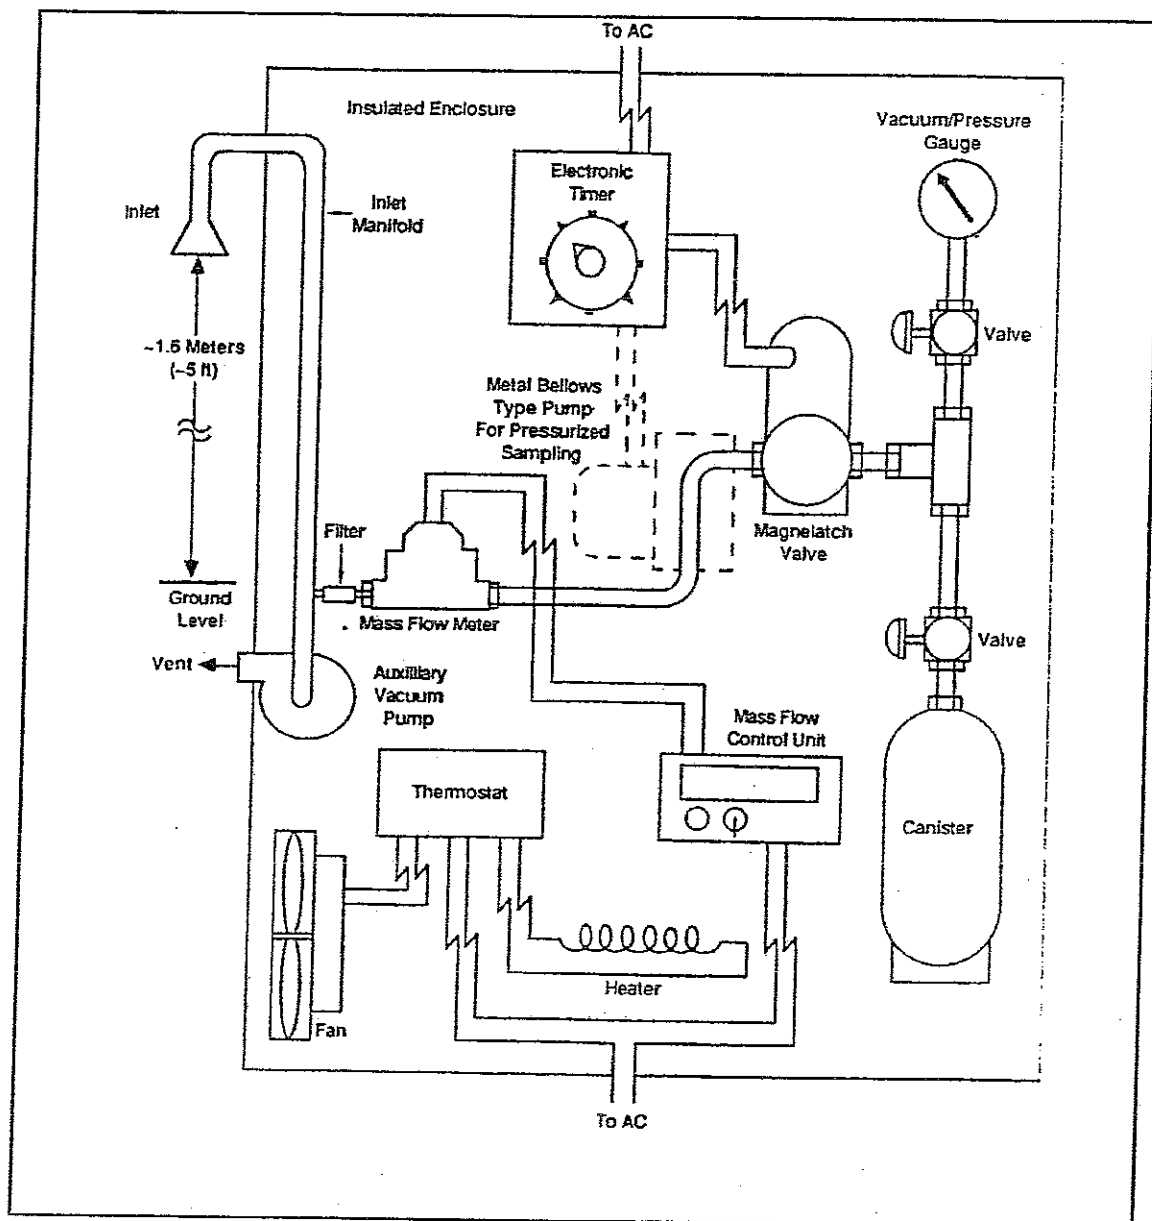 To AC
Insulated Enclosure
Vacuum/Pressure
Gauge
Electronic
Timer
Inlet
Inlet
Manifold
Valve
~1.6 Meters
(~5 ft)
Metal Bellows
Type Pump
For Pressurized
Sampling
Filter
Magnelatch
Valve
Ground
Level
Mass Flow Meter
Valve
Vent
Auxilliary
Vacuum
Pump
Mass Flow
Control Unit
Thermostat
Canister
Heater
Fan
To AC